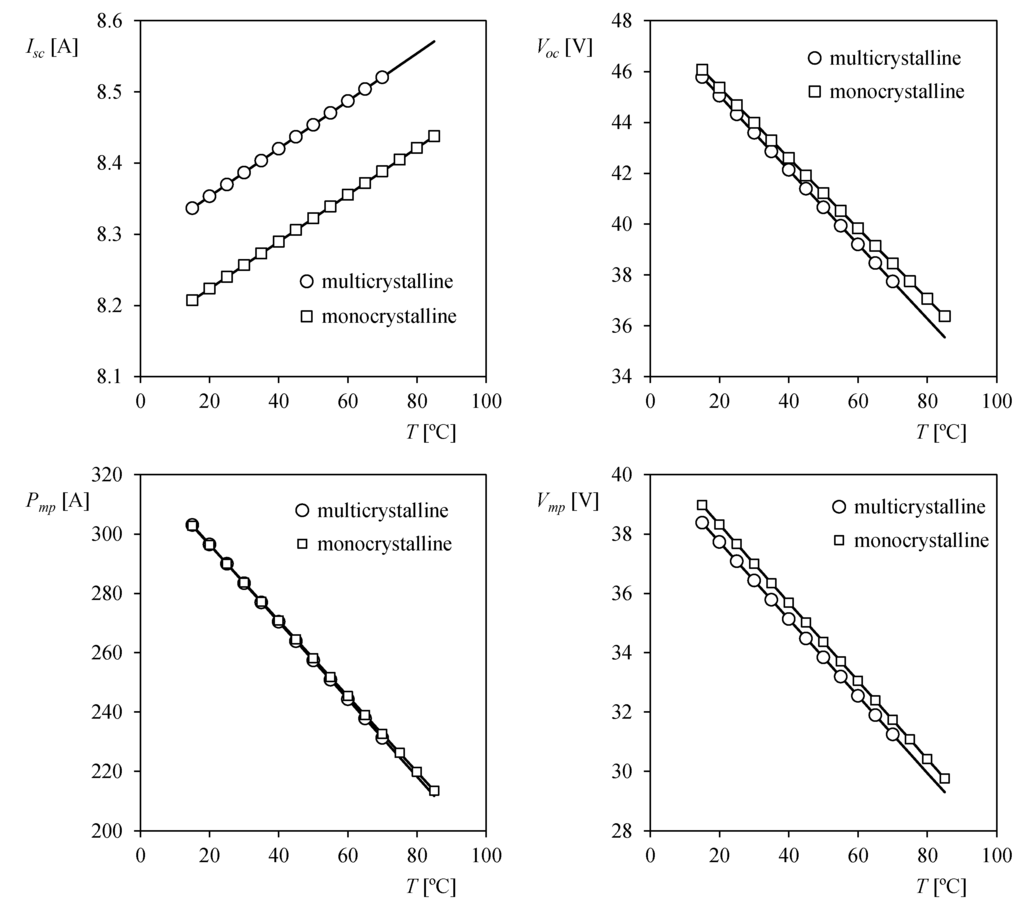 I_sc [A]
8.6
8.5
8.4
8.3
8.2
8.1
multicrystalline
monocrystalline
0 20 40 60 80 100
T [ºC]
V_oc [V]
48
46
44
42
40
38
36
34
multicrystalline
monocrystalline
0 20 40 60 80 100
T [ºC]
P_mp [A]
320
300
280
260
240
220
200
multicrystalline
monocrystalline
0 20 40 60 80 100
T [ºC]
V_mp [V]
40
38
36
34
32
30
28
multicrystalline
monocrystalline
0 20 40 60 80 100
T [ºC]